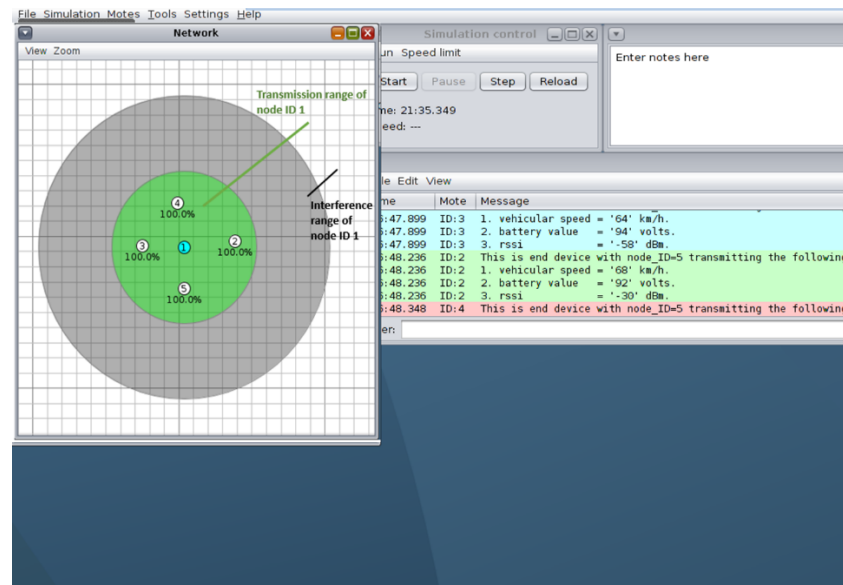 File Simulation Motes Tools Settings Help
Network
View Zoom
Transmission range of
node ID 1
Interference
range of
node ID 1
4
100.0%
3
100.0%
1
2
100.0%
5
100.0%
Simulation control
un Speed limit
Start Pause Step Reload
me: 21:35.349
eed: ---
Enter notes here
le Edit View
me Mote Message
:47.899 ID:3 1. vehicular speed = '64' km/h.
:47.899 ID:3 2. battery value = '94' volts.
:47.899 ID:3 3. rssi = '-58' dBm.
:48.236 ID:2 This is end device with node_ID=5 transmitting the following
:48.236 ID:2 1. vehicular speed = '68' km/h.
:48.236 ID:2 2. battery value = '92' volts.
:48.236 ID:2 3. rssi = '-30' dBm.
:48.348 ID:4 This is end device with node_ID=5 transmitting the following
er: